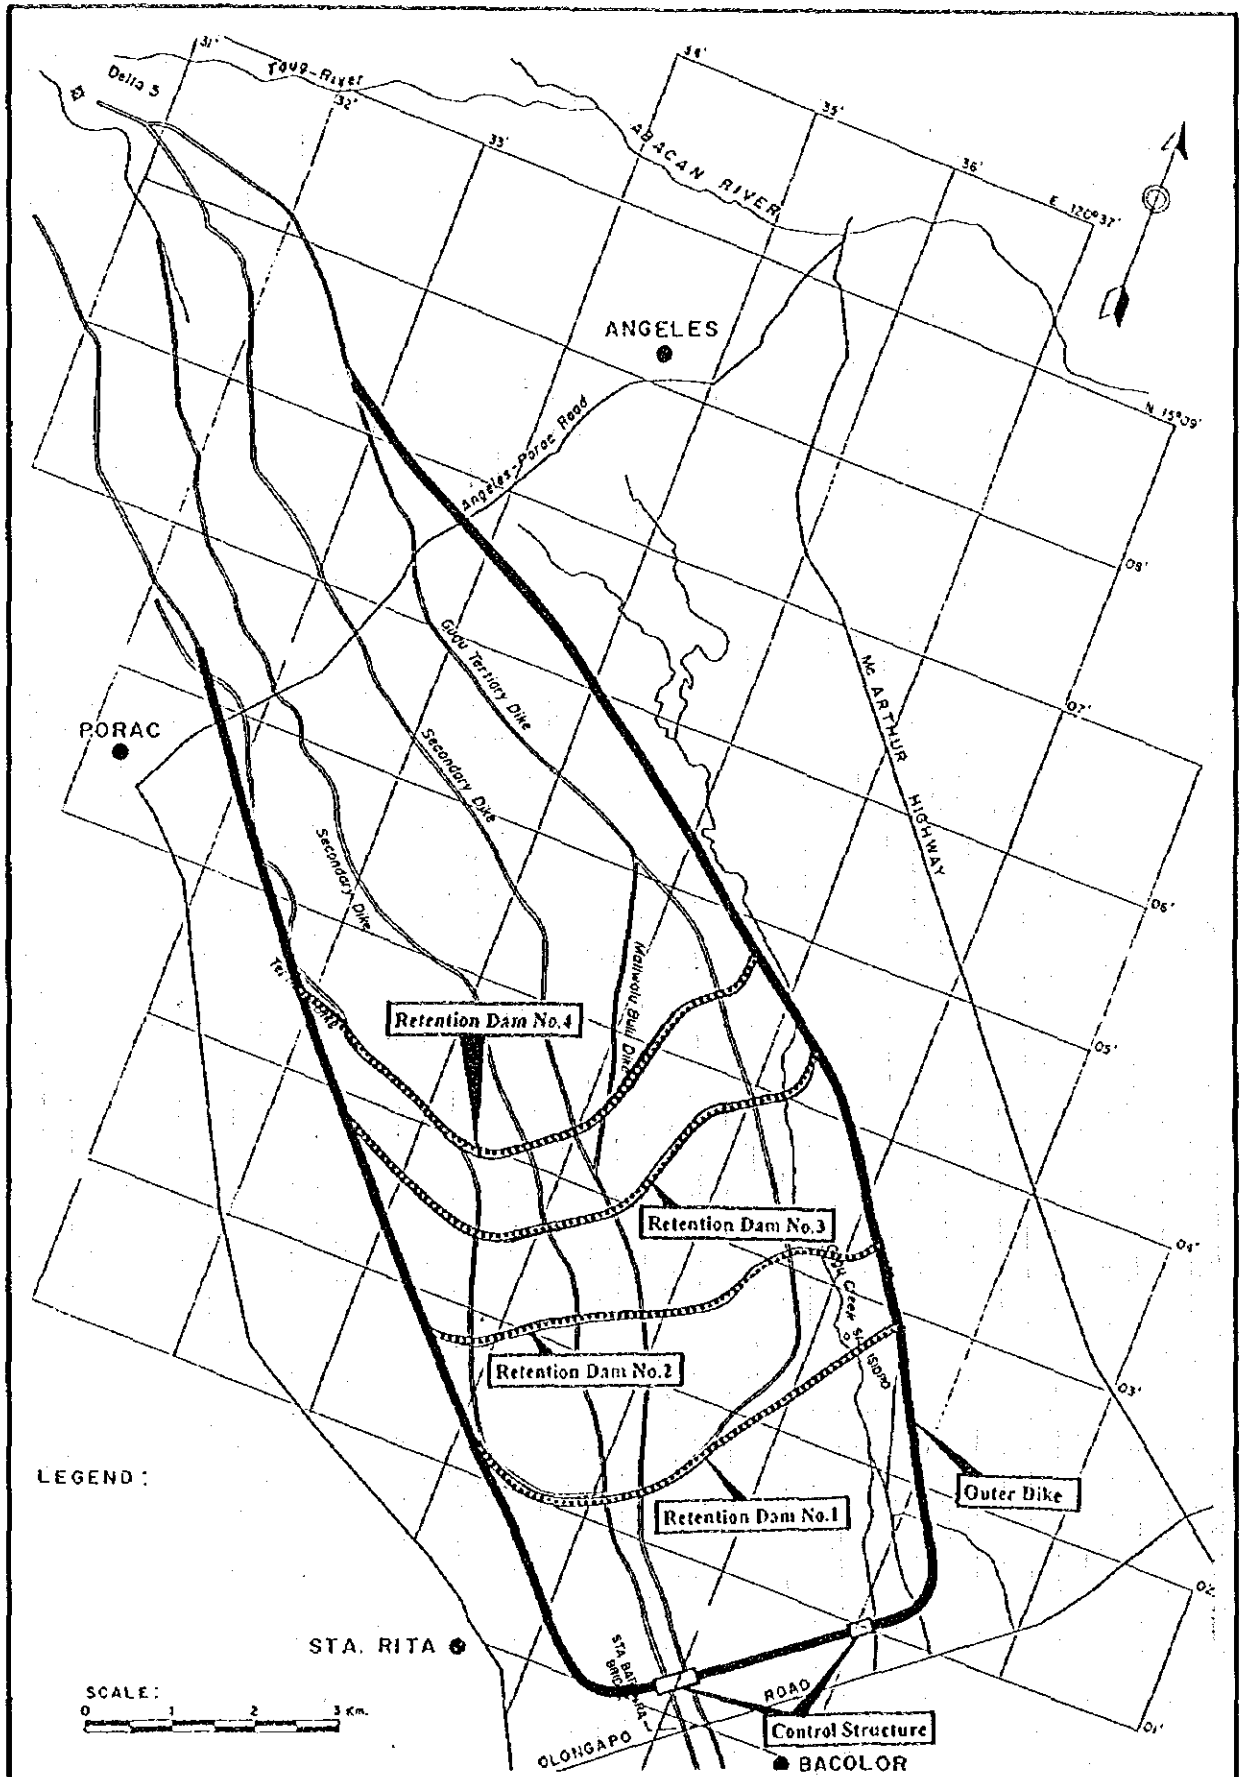 31'
34'
Delta 5
Taug-River
32'
35'
33'
ABACAN RIVER
36'
E. 120°37'
ANGELES
N 15°09'
Angeles-Porac Road
08'
Gugu Tertiary Dike
Mc ARTHUR HIGHWAY
07'
PORAC
Secondary Dike
Secondary Dike
06'
Maliwalu Bulu Dike
Retention Dam No.4
05'
Retention Dam No.3
04'
Creek
Retention Dam No.2
03'
LEGEND:
Outer Dike
Retention Dam No.1
02'
STA. RITA
SCALE:
0 1 2 3 Km.
ROAD
01'
Control Structure
OLONGAPO
BACOLOR